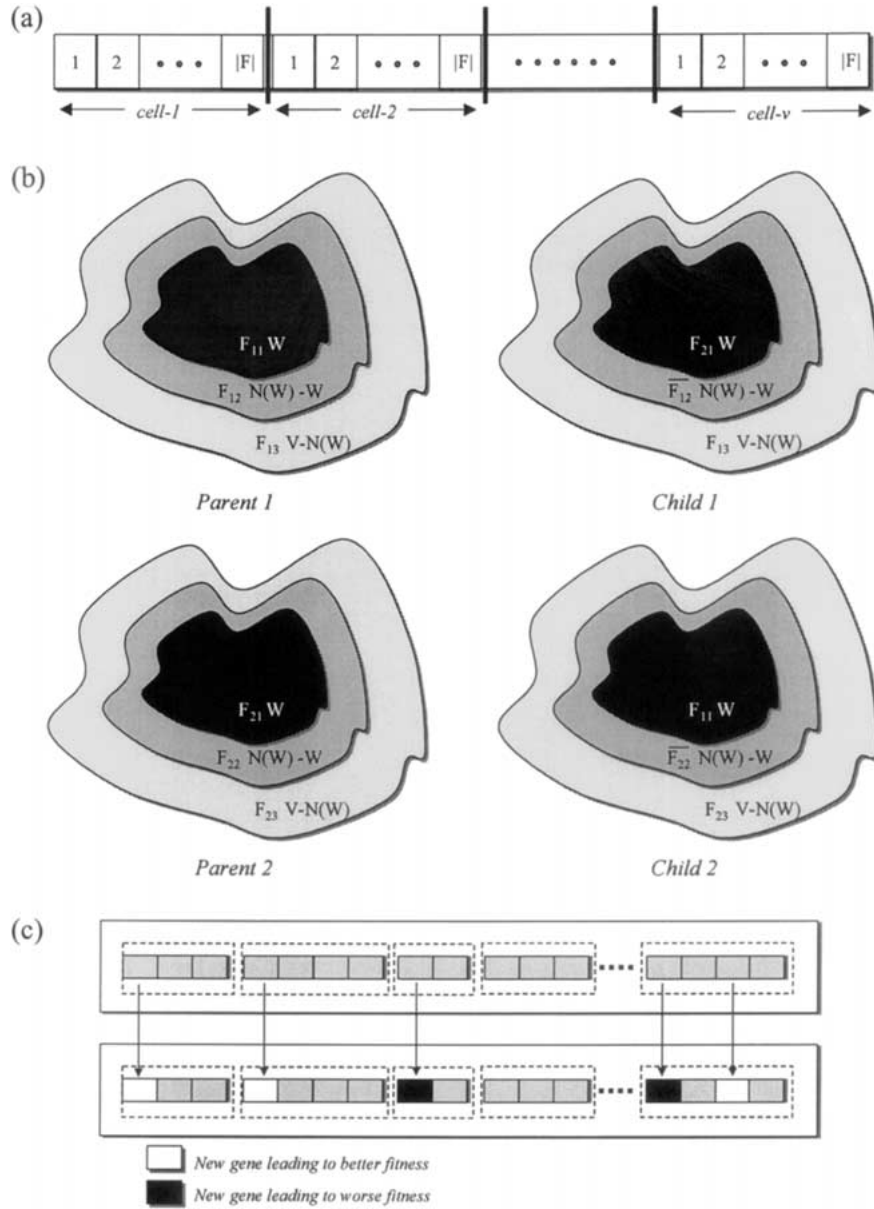 (a)
1 2 • • • |F| 1 2 • • • |F| • • • • • • 1 2 • • • |F|
cell-1 cell-2 cell-v
(b)
F₁₁ W
F₁₂ N(W) -W
F₁₃ V-N(W)
Parent 1
F₂₁ W
F̅₁₂ N(W) -W
F₁₃ V-N(W)
Child 1
F₂₁ W
F₂₂ N(W) -W
F₂₃ V-N(W)
Parent 2
F₁₁ W
F̅₂₂ N(W) -W
F₂₃ V-N(W)
Child 2
(c)
New gene leading to better fitness
New gene leading to worse fitness